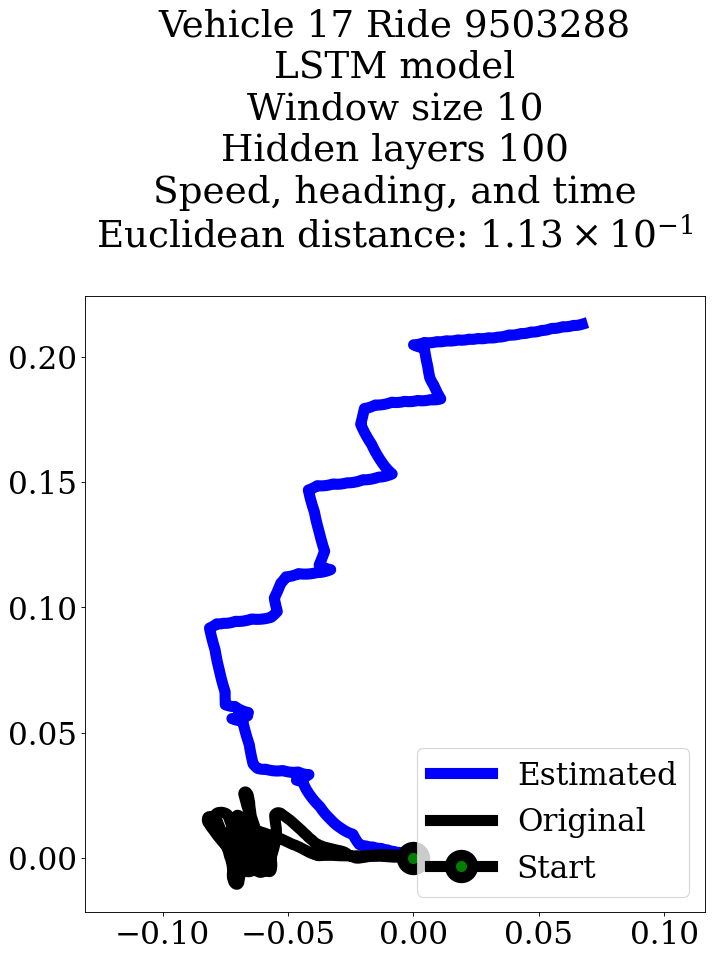 Vehicle 17 Ride 9503288
LSTM model
Window size 10
Hidden layers 100
Speed, heading, and time
Euclidean distance: 1.13 × 10⁻¹
0.20
0.15
0.10
0.05
0.00
Estimated
Original
Start
−0.10 −0.05 0.00 0.05 0.10